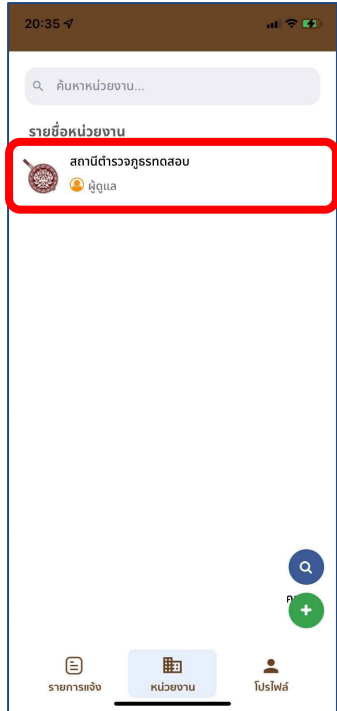 20:35
ค้นหาหน่วยงาน...
รายชื่อหน่วยงาน
สถานีตำรวจภูธรทดสอบ
ผู้ดูแล
รายการแจ้ง
หน่วยงาน
โปรไฟล์